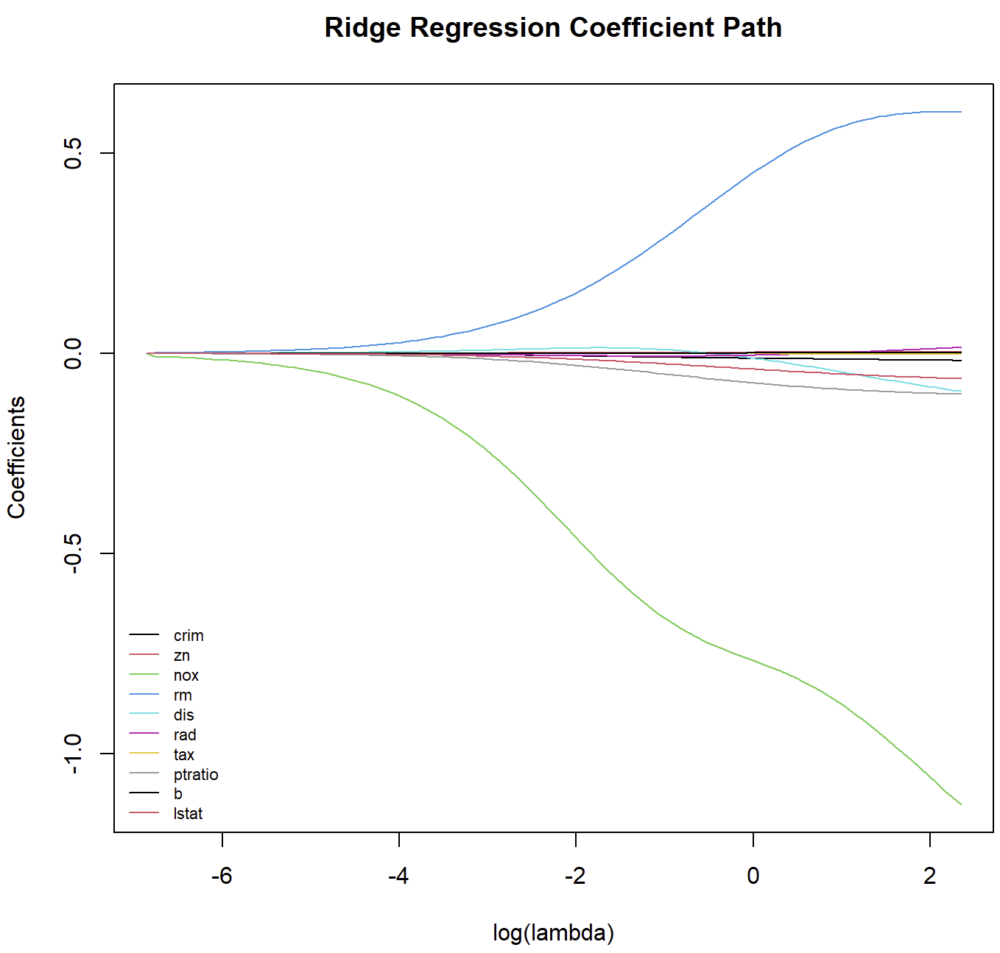 Ridge Regression Coefficient Path
0.5
0.0
-0.5
-1.0
Coefficients
crim
zn
nox
rm
dis
rad
tax
ptratio
b
lstat
-6 -4 -2 0 2
log(lambda)